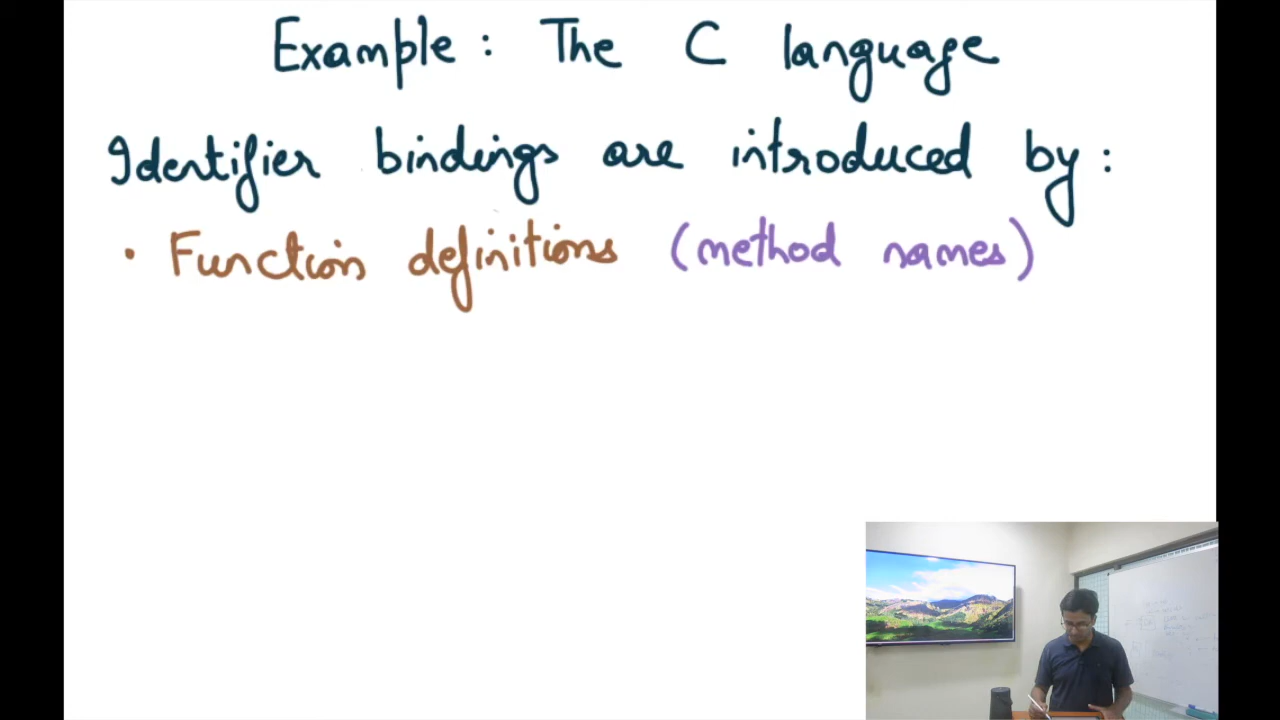 Example: The C language
Identifier bindings are introduced by:
• Function definitions (method names)